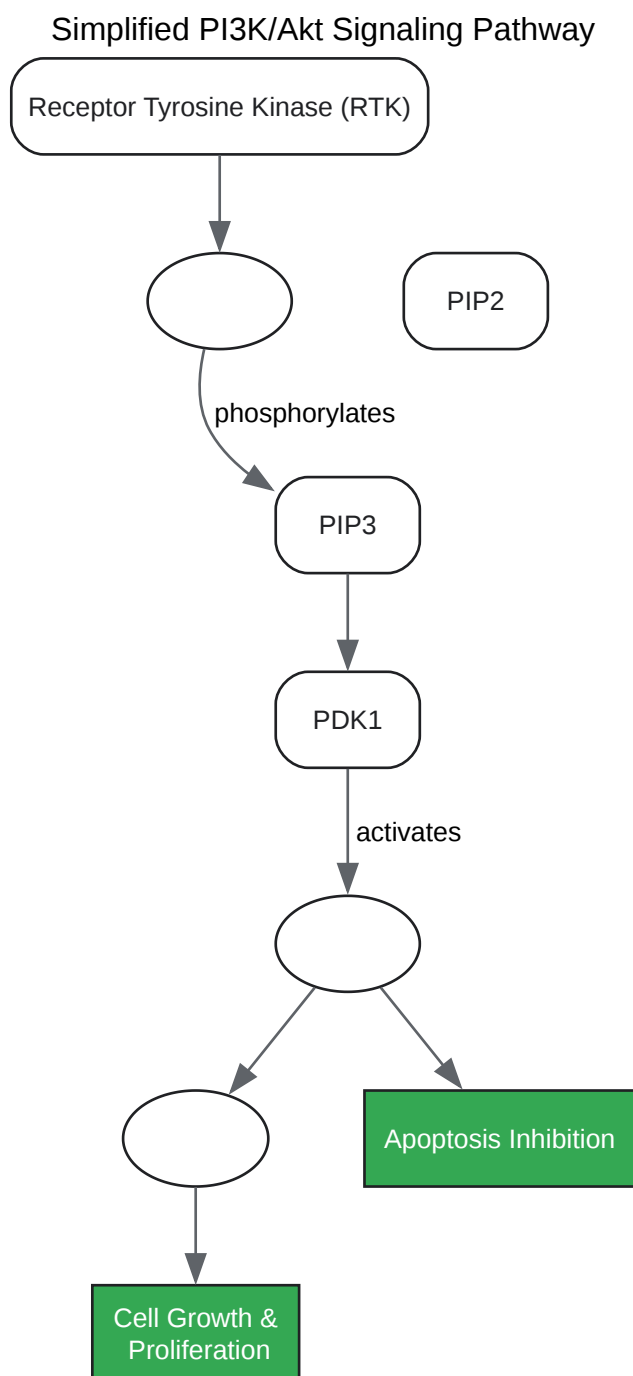 Simplified PI3K/Akt Signaling Pathway
Receptor Tyrosine Kinase (RTK)
PIP2
phosphorylates
PIP3
PDK1
activates
Apoptosis Inhibition
Cell Growth &
Proliferation